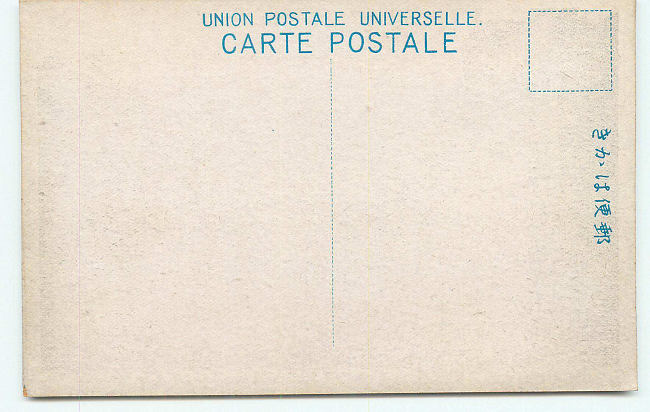 UNION POSTALE UNIVERSELLE.
CARTE POSTALE
きかは便郵